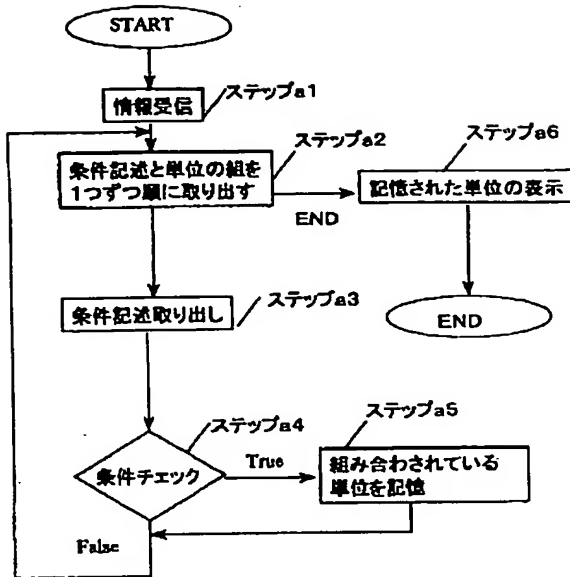 START
情報受信
ステップa1
条件記述と単位の組を
1つずつ順に取り出す
ステップa2
END
記憶された単位の表示
ステップa6
END
条件記述取り出し
ステップa3
条件チェック
ステップa4
True
組み合わされている
単位を記憶
ステップa5
False